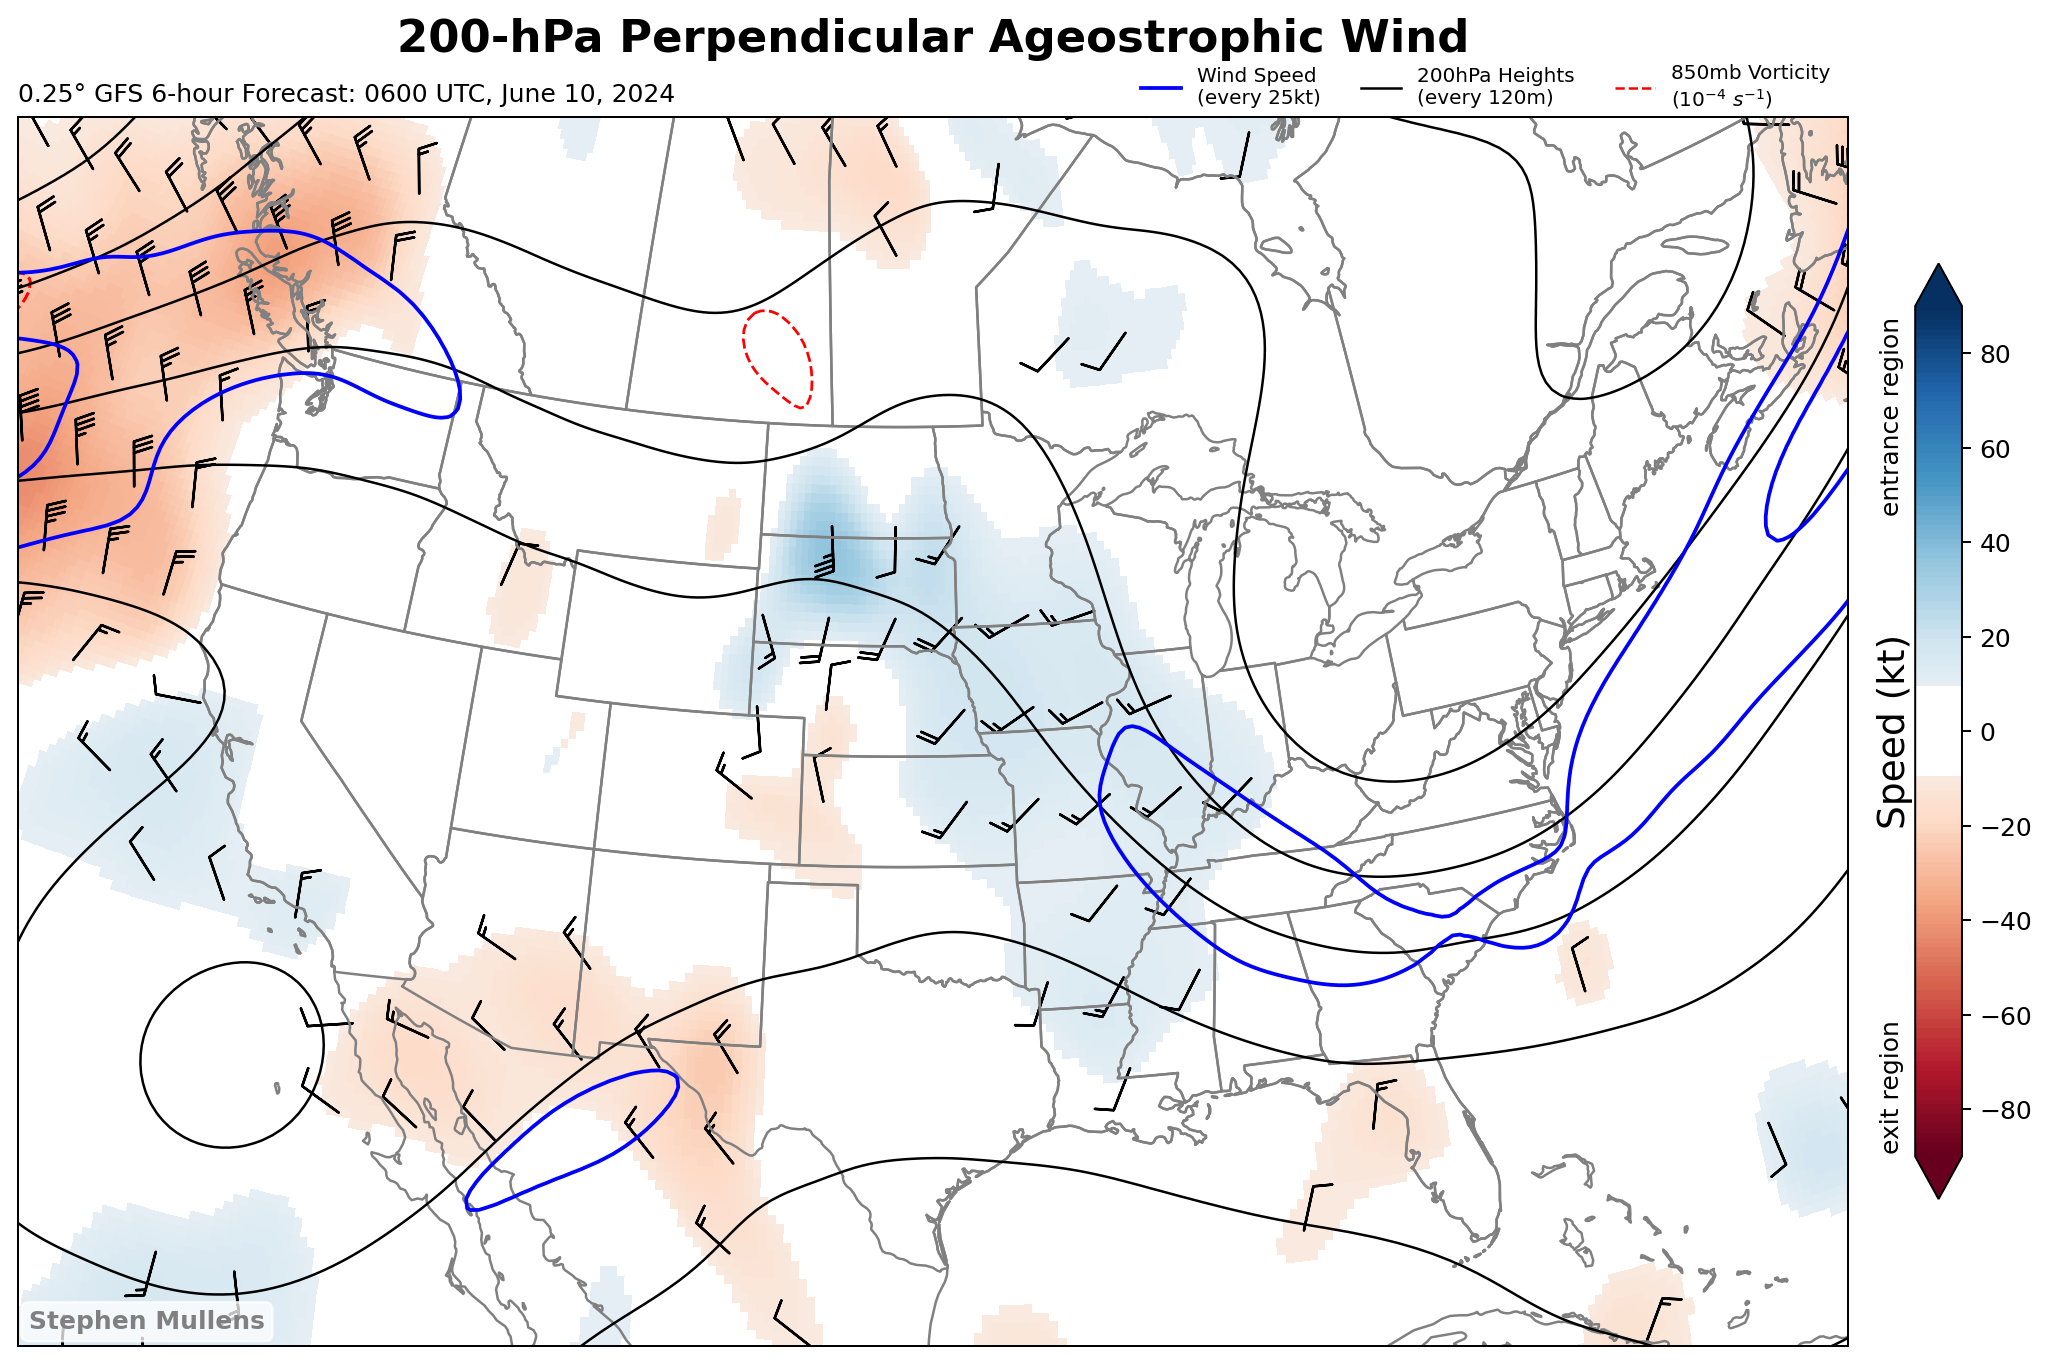 200-hPa Perpendicular Ageostrophic Wind
0.25° GFS 6-hour Forecast: 0600 UTC, June 10, 2024
Wind Speed
(every 25kt)
200hPa Heights
(every 120m)
850mb Vorticity
(10⁻⁴ s⁻¹)
entrance region
Speed (kt)
exit region
80
60
40
20
0
−20
−40
−60
−80
Stephen Mullens